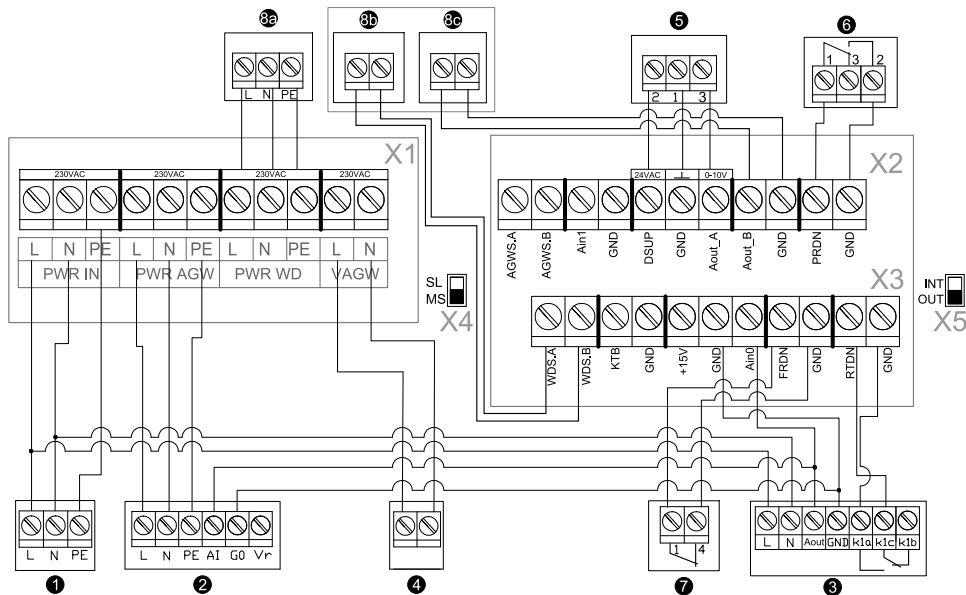 8a
8b
8c
5
6
L N PE
2 1 3
1 3 2
X1
230VAC 230VAC 230VAC
L N PE L N PE L N PE L N
PWR IN PWR AGW PWR WD VAGW
X2
24VAC ⊥ 0-10V
AGWS.A AGWS.B Ain1 GND DSUP GND Aout_A Aout_B GND PRDN GND
SL
MS
X4
X3
INT
OUT
X5
WDS.A WDS.B KTB GND +15V GND Ain0 FRDN GND RTDN GND
L N PE
L N PE AI G0 Vr
1 4
L N Aout GND k1a k1c k1b
1
2
4
7
3